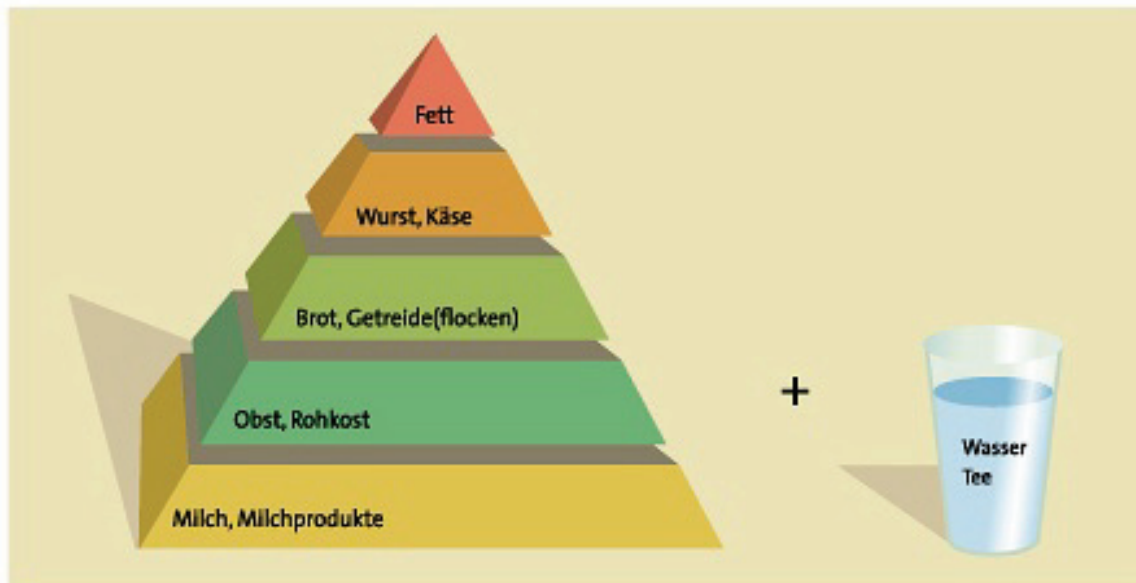 Fett
Wurst, Käse
Brot, Getreide(flocken)
Obst, Rohkost
+
Wasser
Tee
Milch, Milchprodukte